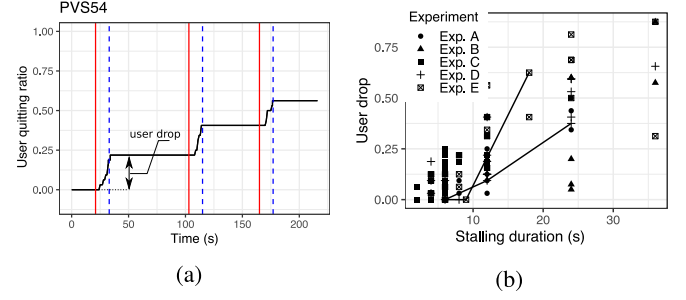 PVS54
User quitting ratio
1.00
0.75
0.50
0.25
0.00
user drop
0 50 100 150 200
Time (s)
(a)
User drop
0.75
0.50
0.25
0.00
Experiment
Exp. A
Exp. B
Exp. C
Exp. D
Exp. E
10 20 30
Stalling duration (s)
(b)